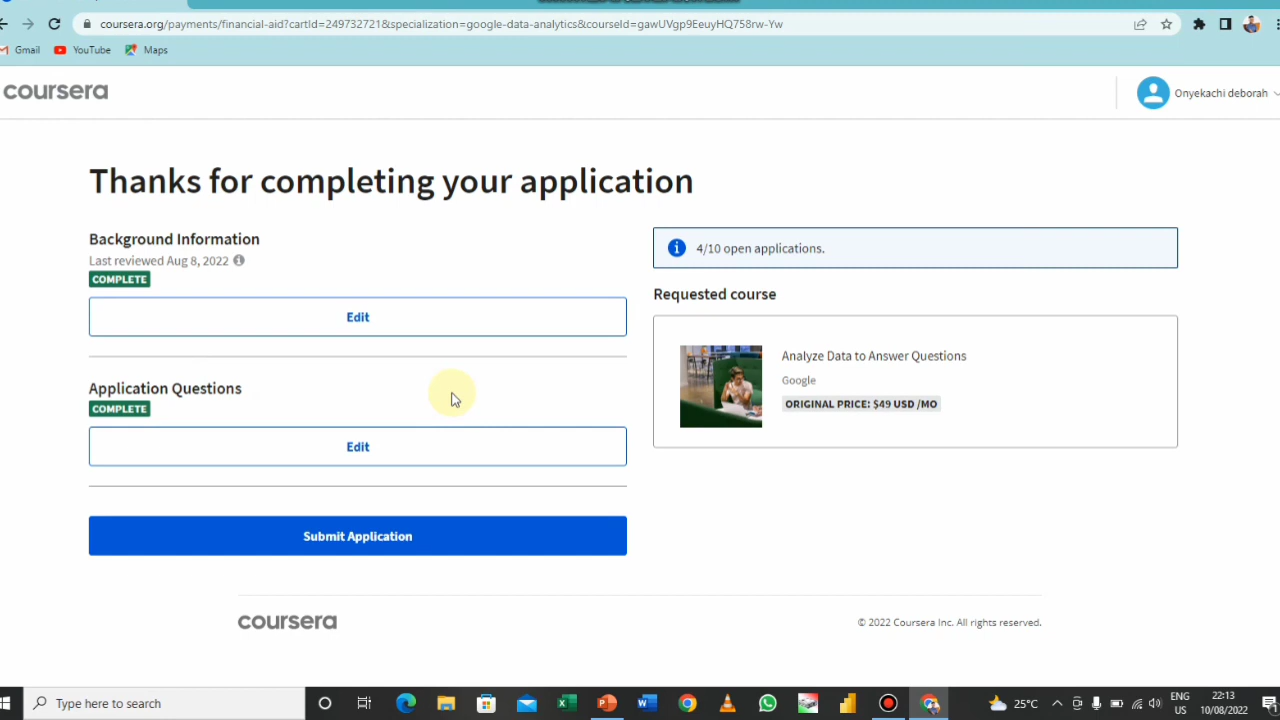 coursera.org/payments/financial-aid?cartId=249732721&specialization=google-data-analytics&courseId=gawUVgp9EeuyHQ758rw-Yw
Gmail YouTube Maps
coursera
Onyekachi deborah
Thanks for completing your application
Background Information
Last reviewed Aug 8, 2022
COMPLETE
Edit
Application Questions
COMPLETE
Edit
Submit Application
4/10 open applications.
Requested course
Analyze Data to Answer Questions
Google
ORIGINAL PRICE: $49 USD /MO
coursera
© 2022 Coursera Inc. All rights reserved.
Type here to search
25°C
ENG
US
22:13
10/08/2022